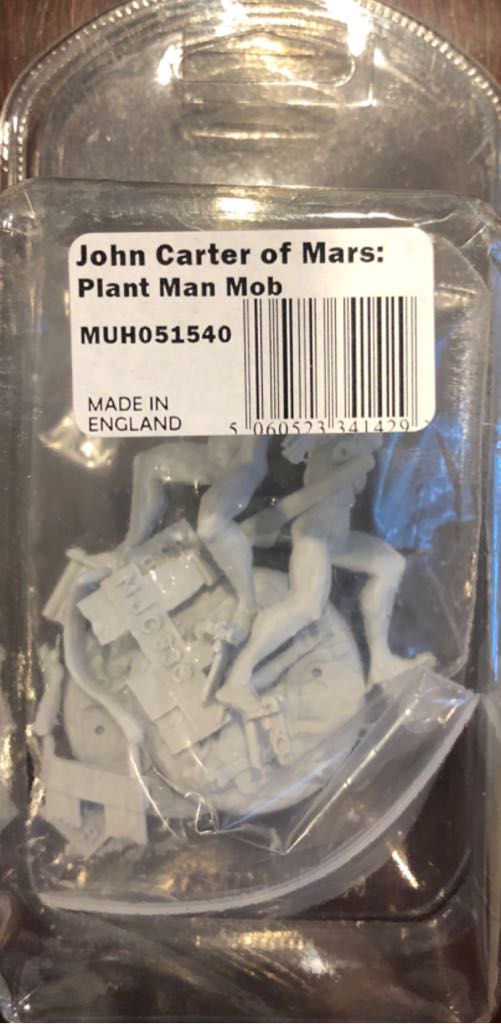 John Carter of Mars:
Plant Man Mob
MUH051540
MADE IN
ENGLAND
5 060523 341429 >